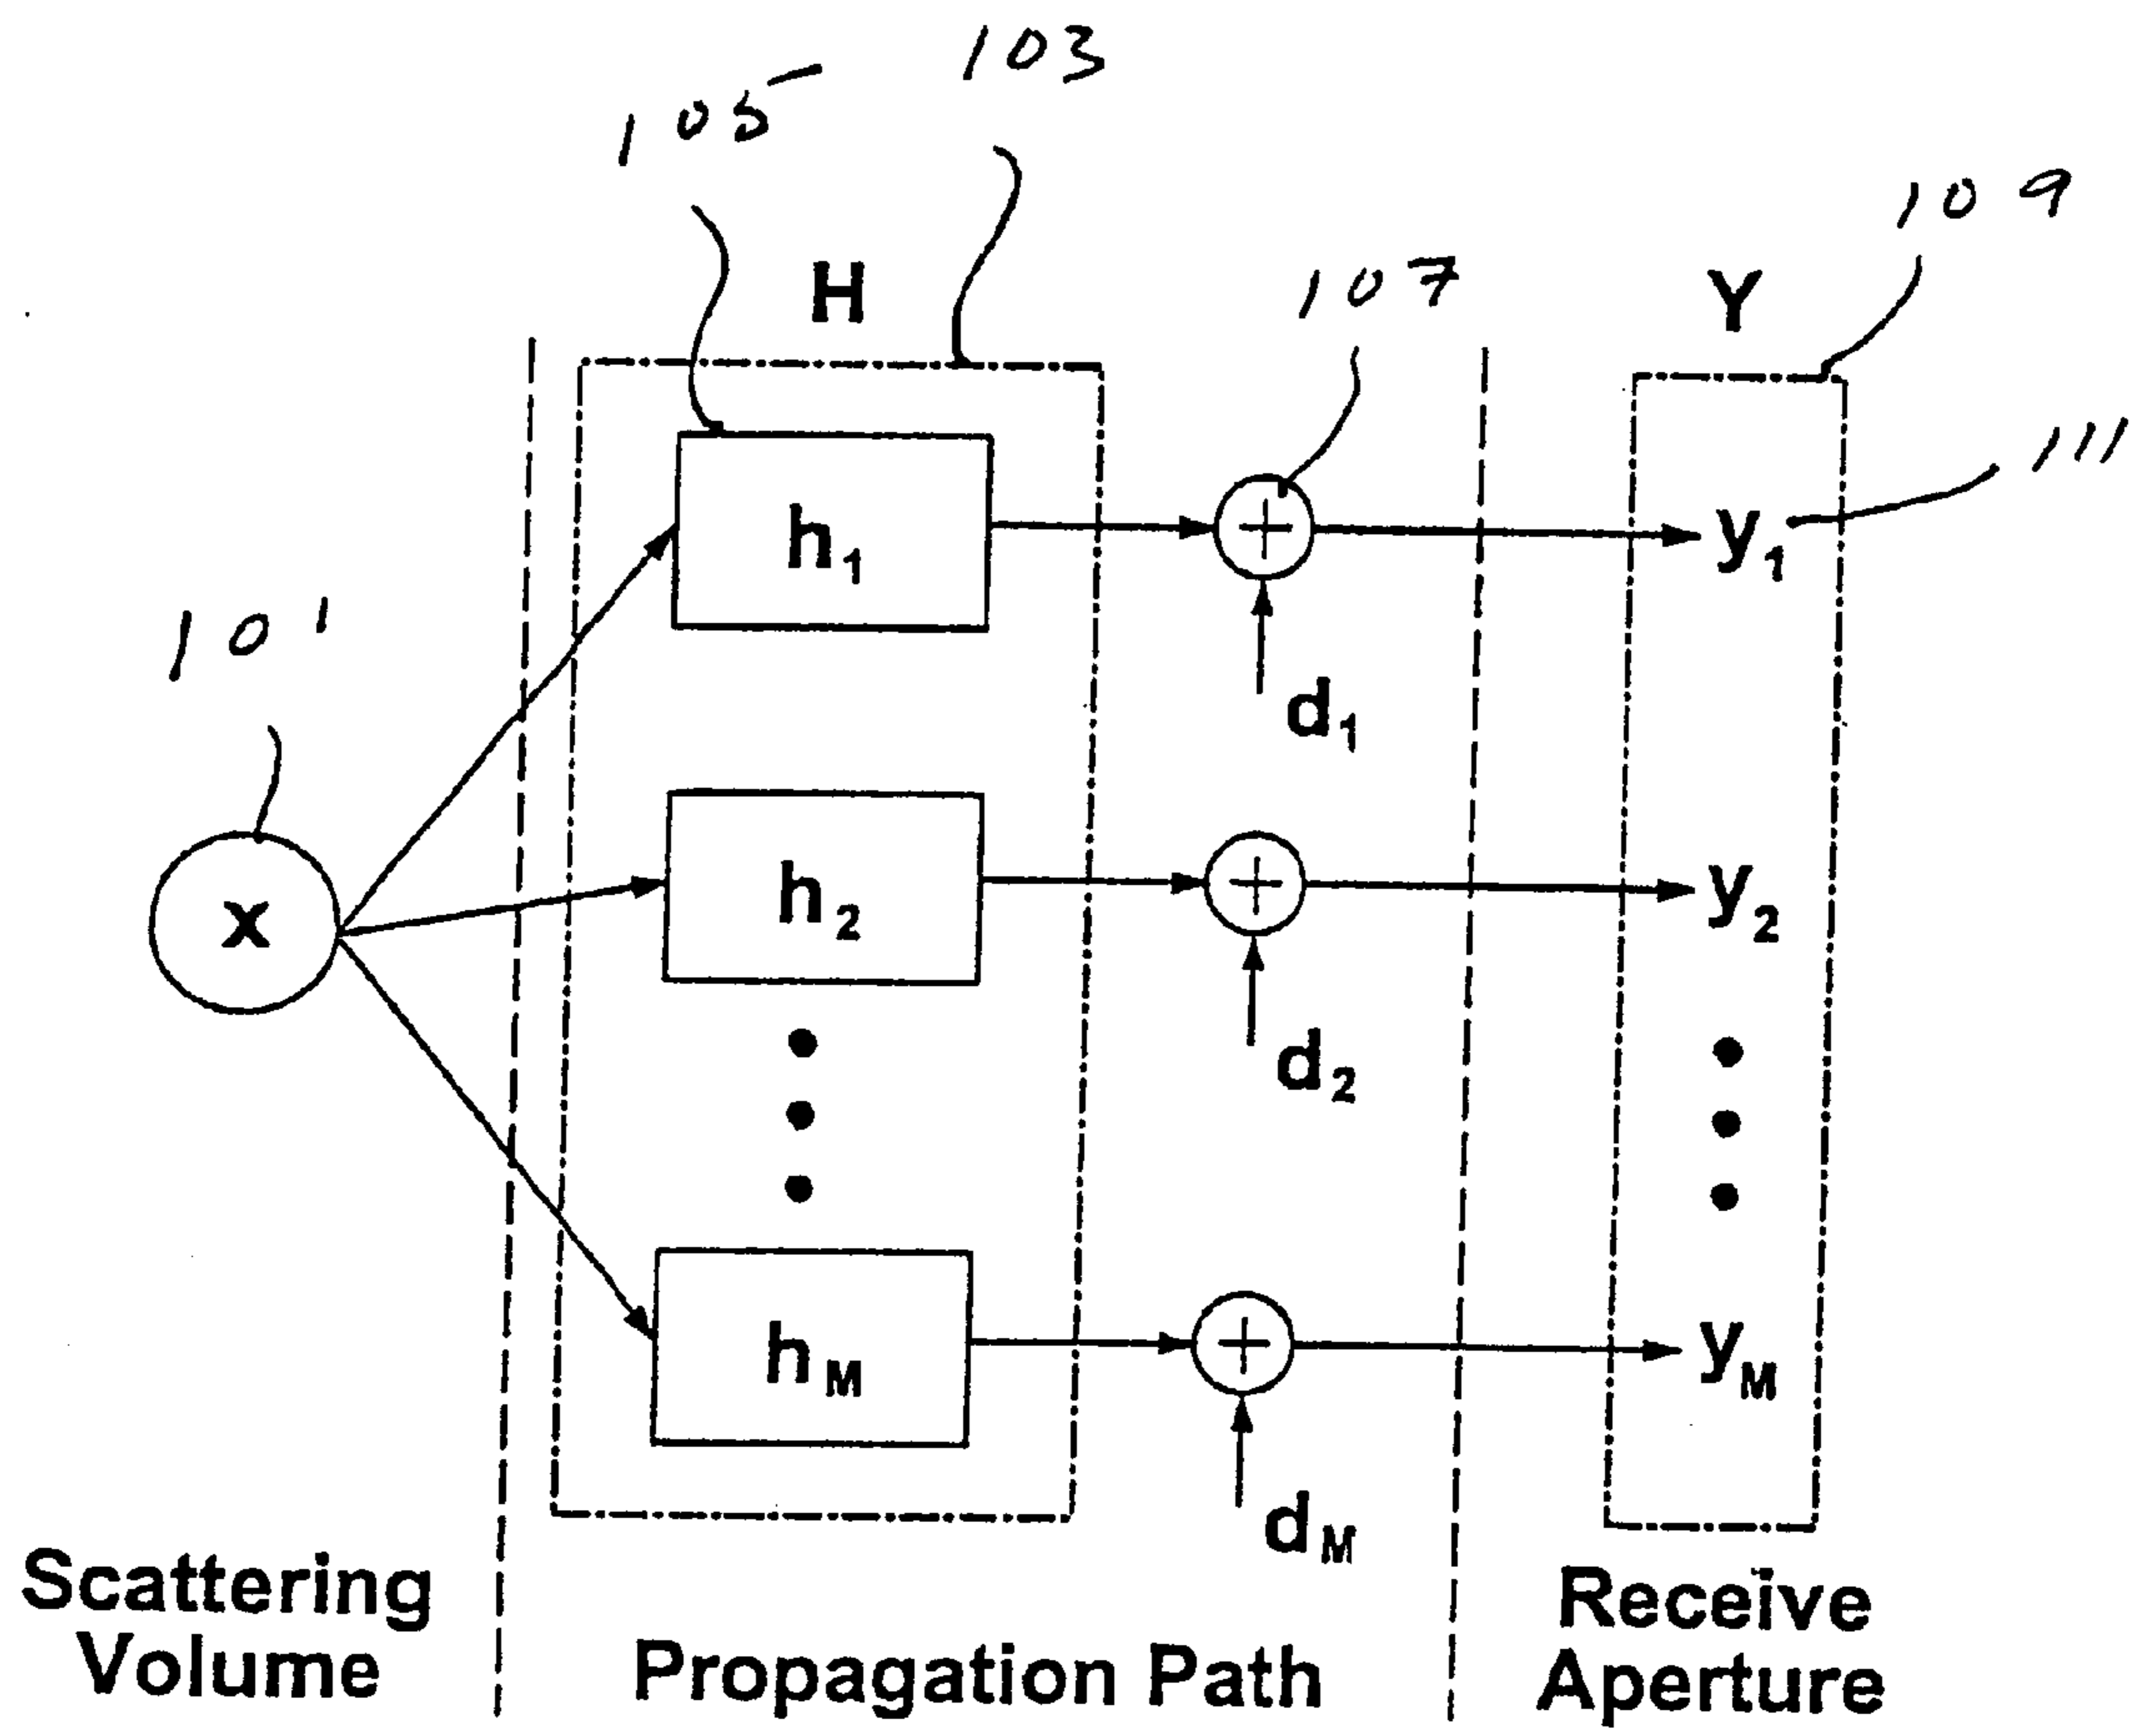 103
105
109
107
H
Y
111
h1
y1
101
d1
x
h2
y2
d2
hM
yM
dM
Scattering
Volume
Propagation Path
Receive
Aperture